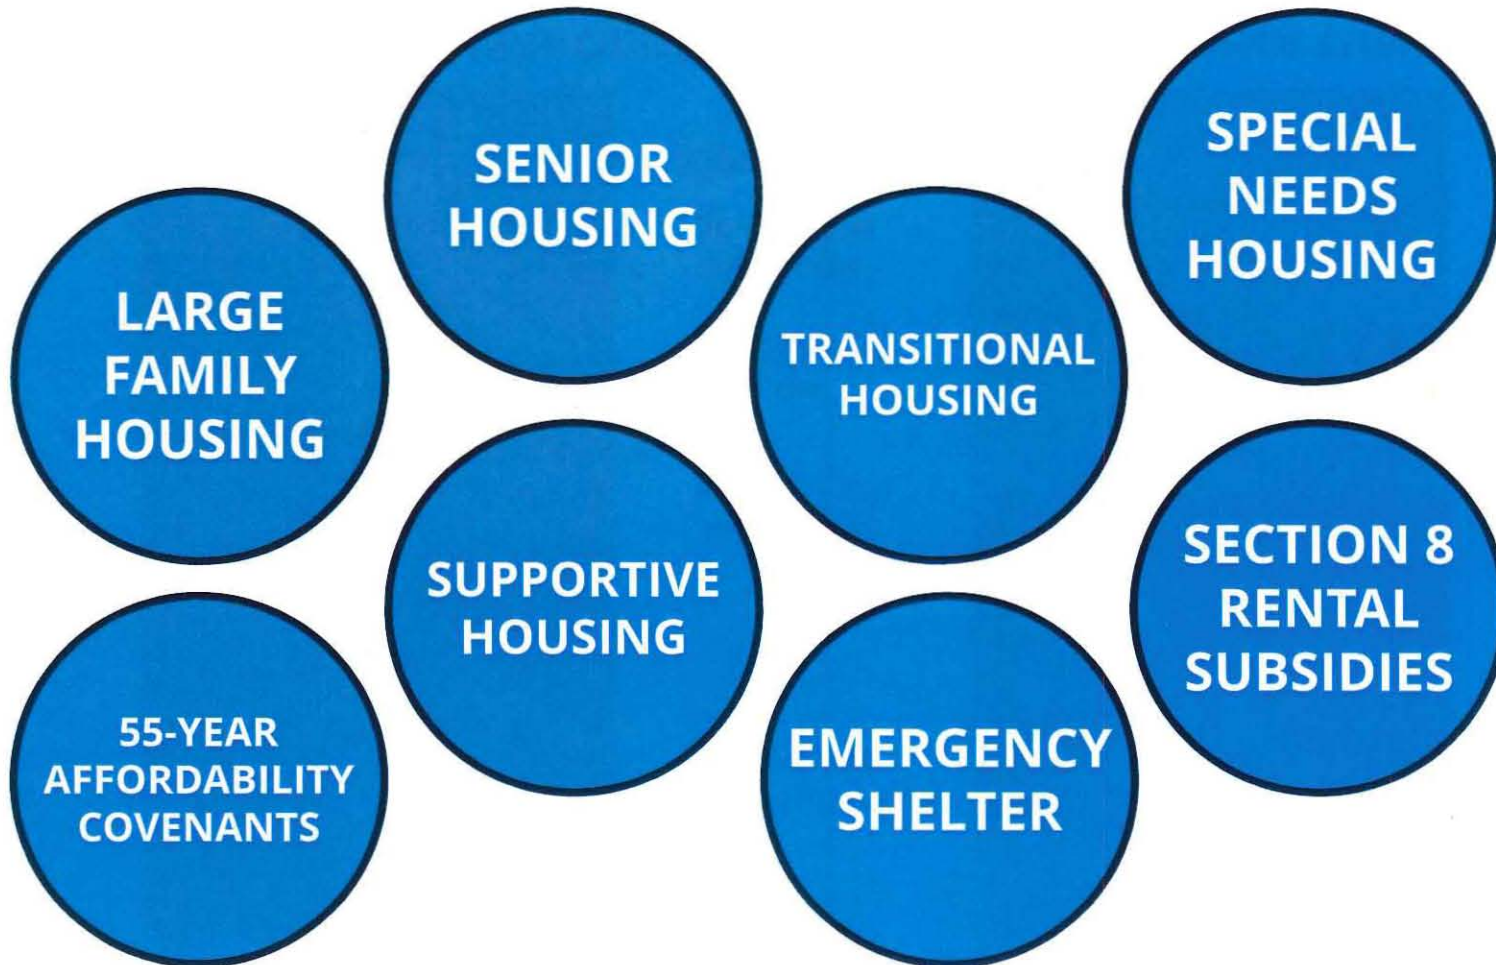 SENIOR
HOUSING
SPECIAL
NEEDS
HOUSING
LARGE
FAMILY
HOUSING
TRANSITIONAL
HOUSING
SUPPORTIVE
HOUSING
SECTION 8
RENTAL
SUBSIDIES
55-YEAR
AFFORDABILITY
COVENANTS
EMERGENCY
SHELTER